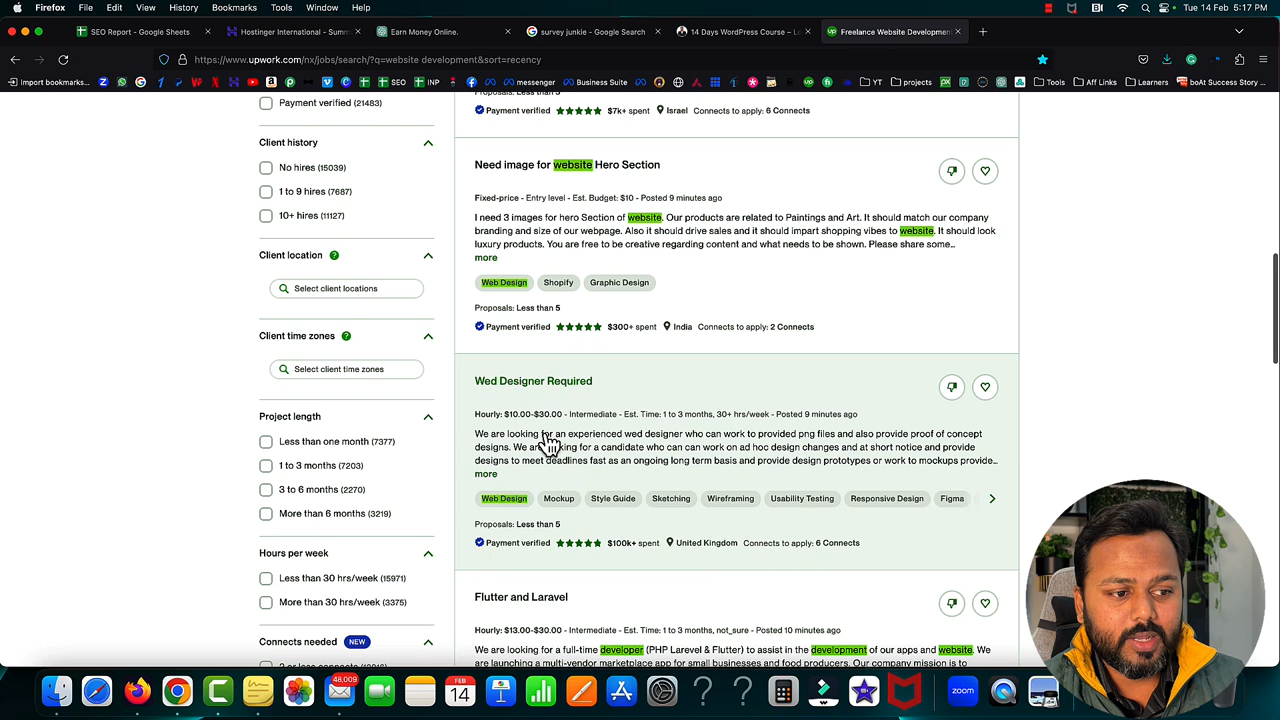 Firefox File Edit View History Bookmarks Tools Window Help Tue 14 Feb 5:17 PM
SEO Report - Google Sheets Hostinger International - Summ Earn Money Online. survey junkie - Google Search 14 Days WordPress Course – Le Freelance Website Development
https://www.upwork.com/nx/jobs/search/?q=website development&sort=recency
Import bookmarks... SEO INP messenger Business Suite YT projects Tools Aff Links Learners boAt Success Story ...
Payment verified (21483)
Client history
No hires (15039)
1 to 9 hires (7687)
10+ hires (11127)
Client location
Select client locations
Client time zones
Select client time zones
Project length
Less than one month (7377)
1 to 3 months (7203)
3 to 6 months (2270)
More than 6 months (3219)
Hours per week
Less than 30 hrs/week (15971)
More than 30 hrs/week (3375)
Connects needed NEW
Proposals: Less than 5
Payment verified $7k+ spent Israel Connects to apply: 6 Connects
Need image for website Hero Section
Fixed-price - Entry level - Est. Budget: $10 - Posted 9 minutes ago
I need 3 images for hero Section of website. Our products are related to Paintings and Art. It should match our company
branding and size of our webpage. Also it should drive sales and it should impart shopping vibes to website. It should look
luxury products. You are free to be creative regarding content and what needs to be shown. Please share some…
more
Web Design Shopify Graphic Design
Proposals: Less than 5
Payment verified $300+ spent India Connects to apply: 2 Connects
Wed Designer Required
Hourly: $10.00-$30.00 - Intermediate - Est. Time: 1 to 3 months, 30+ hrs/week - Posted 9 minutes ago
We are looking for an experienced wed designer who can work to provided png files and also provide proof of concept
designs. We are looking for a candidate who can can work on ad hoc design changes and at short notice and provide
designs to meet deadlines fast as an ongoing long term basis and provide design prototypes or work to mockups provide…
more
Web Design Mockup Style Guide Sketching Wireframing Usability Testing Responsive Design Figma
Proposals: Less than 5
Payment verified $100k+ spent United Kingdom Connects to apply: 6 Connects
Flutter and Laravel
Hourly: $13.00-$30.00 - Intermediate - Est. Time: 1 to 3 months, not_sure - Posted 10 minutes ago
We are looking for a full-time developer (PHP Laravel & Flutter) to assist in the development of our apps and website. We
are launching a multi-vendor marketplace app for small businesses and food producers. Our company mission is to
48,009
FEB
14
zoom